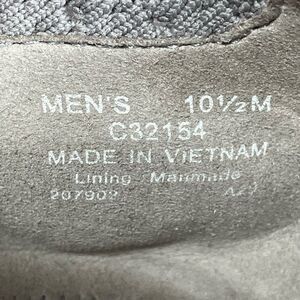 MEN'S 10½M
C32154
MADE IN VIETNAM
Lining Manmade
207902